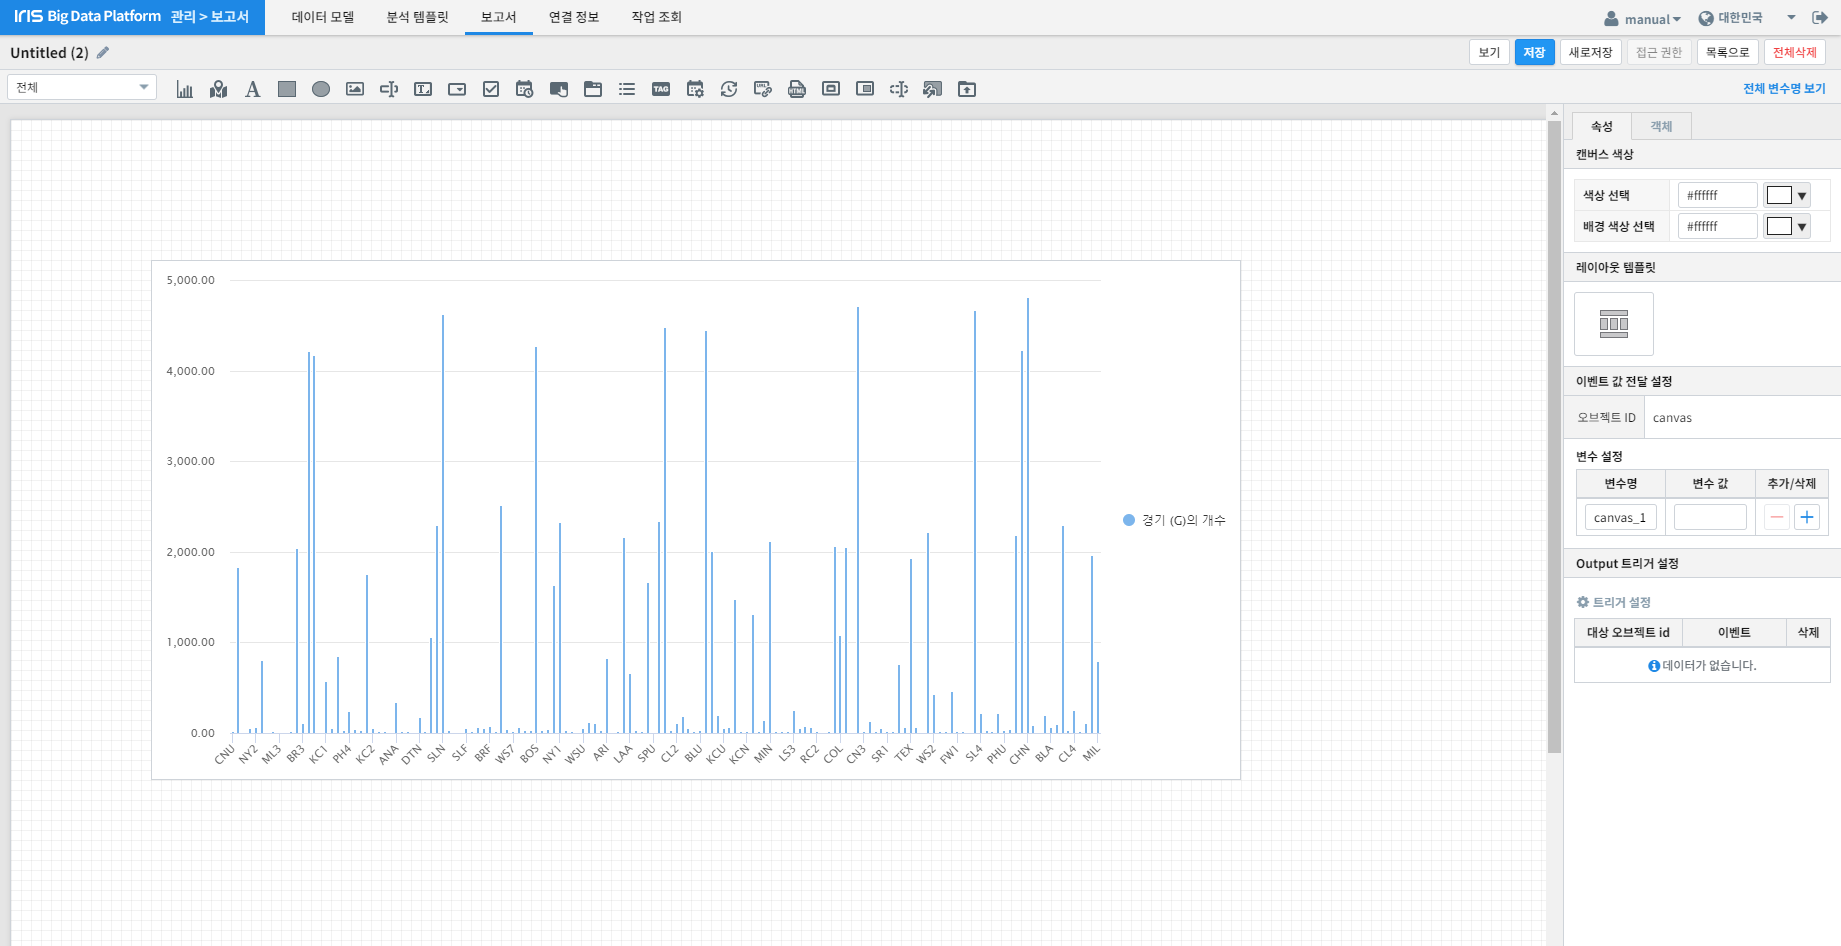 IRIS Big Data Platform 관리 > 보고서
데이터 모델 분석 템플릿 보고서 연결 정보 작업 조회
manual 대한민국
Untitled (2)
보기 저장 새로저장 접근 권한 목록으로 전체삭제
전체
A
TAG
HTML
전체 변수명 보기
속성 객체
캔버스 색상
색상 선택 #ffffff
배경 색상 선택 #ffffff
레이아웃 템플릿
이벤트 값 전달 설정
오브젝트 ID canvas
변수 설정
변수명 변수 값 추가/삭제
canvas_1
Output 트리거 설정
트리거 설정
대상 오브젝트 id 이벤트 삭제
데이터가 없습니다.
5,000.00
4,000.00
3,000.00
2,000.00
1,000.00
0.00
CNU NY2 ML3 BR3 KC1 PH4 KC2 ANA DTN SLN SLF BRF WS7 BOS NY1 WSU ARI LAA SPU CL2 BLU KCU KCN MIN LS3 RC2 COL CN3 SR1 TEX WS2 FW1 SL4 PHU CHN BLA CL4 MIL
경기 (G)의 개수